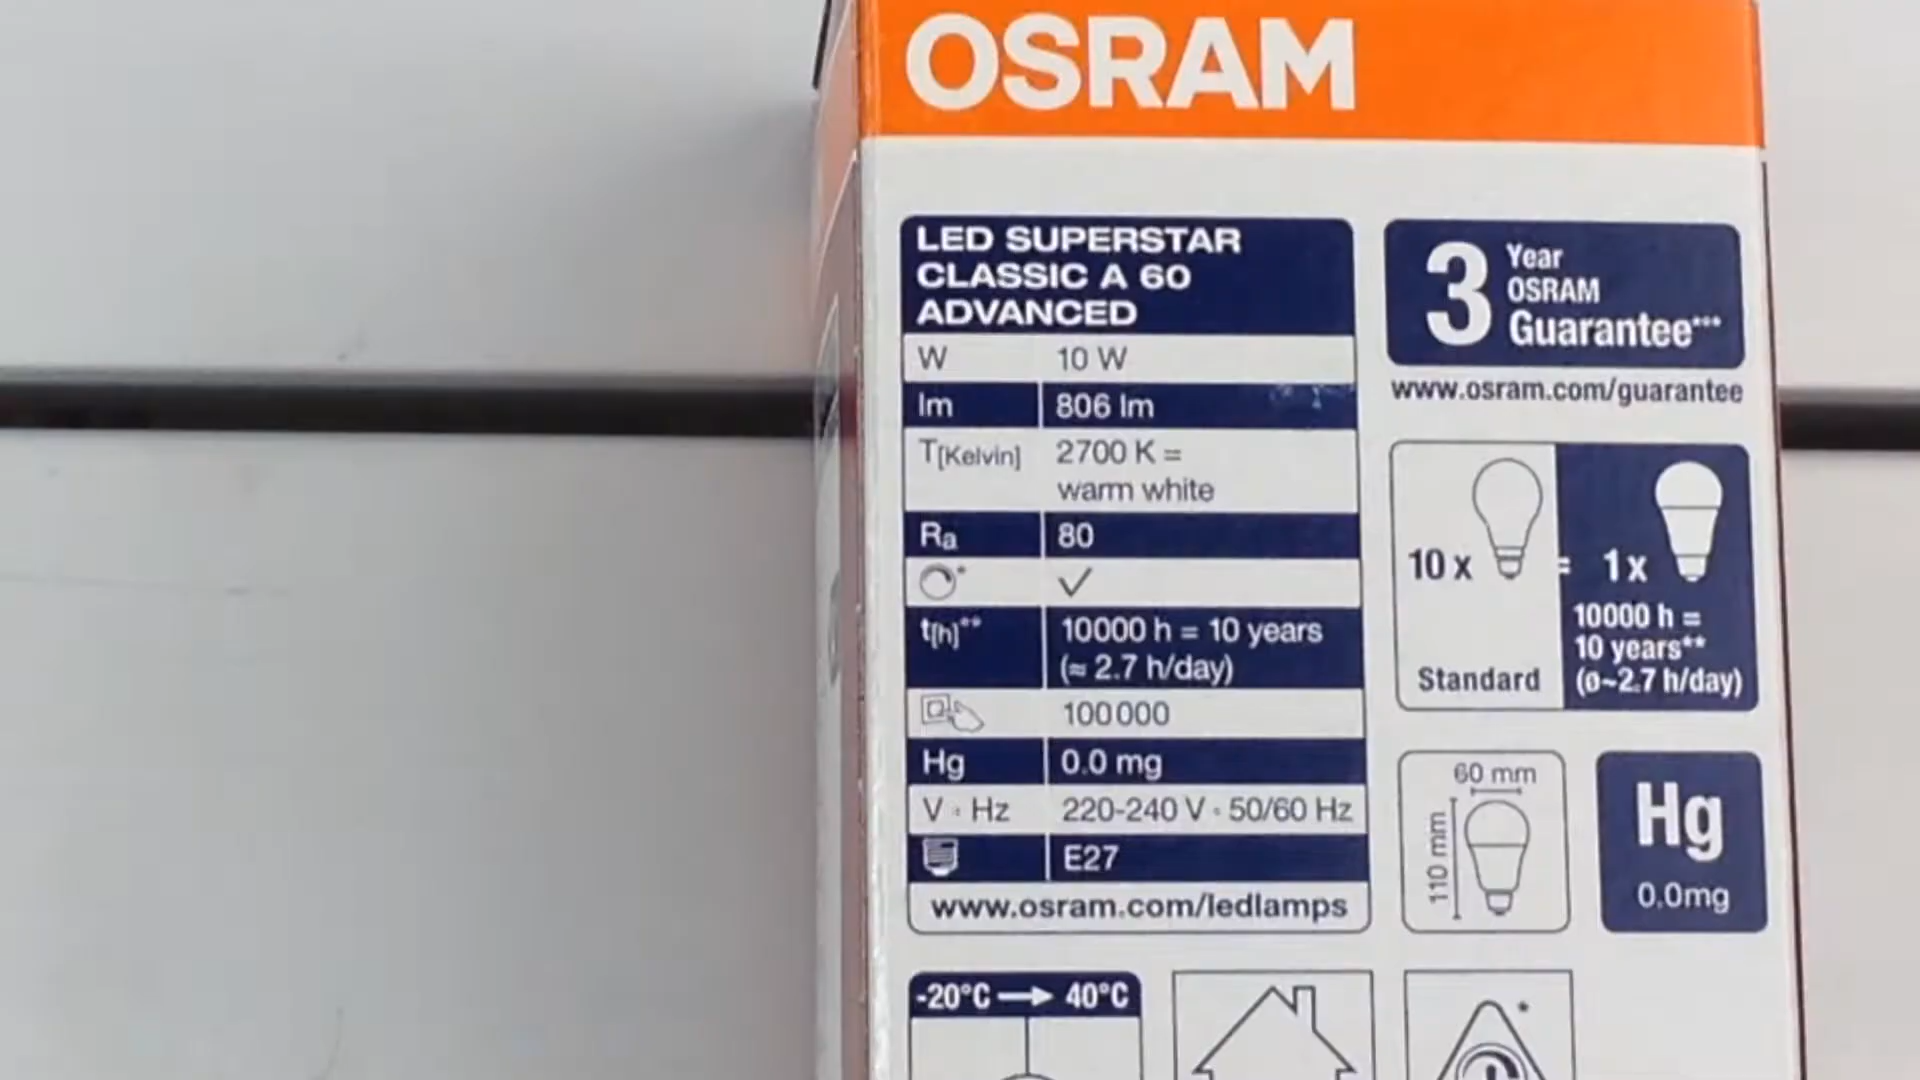 OSRAM
LED SUPERSTAR
CLASSIC A 60
ADVANCED
W 10 W
lm 806 lm
T[Kelvin] 2700 K =
warm white
Ra 80
* ✓
t[h]** 10000 h = 10 years
(≈ 2.7 h/day)
100 000
Hg 0.0 mg
V · Hz 220-240 V · 50/60 Hz
E27
www.osram.com/ledlamps
3 Year
OSRAM
Guarantee***
www.osram.com/guarantee
10 x = 1 x
10000 h =
10 years**
Standard (ø~2.7 h/day)
60 mm
110 mm
Hg
0.0mg
-20°C → 40°C
*